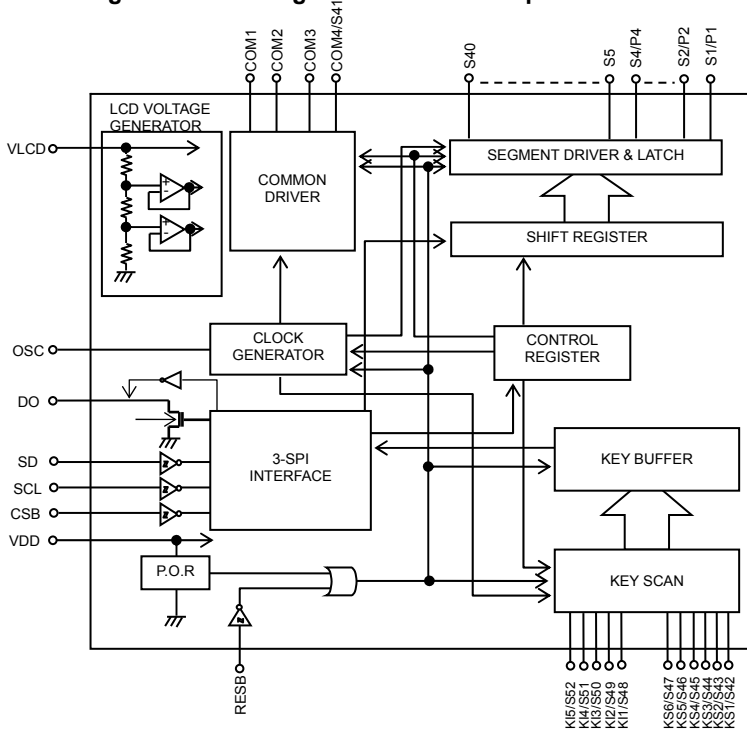 COM1
COM2
COM3
COM4/S41
S40
S5
S4/P4
S2/P2
S1/P1
LCD VOLTAGE
GENERATOR
VLCD
COMMON
DRIVER
SEGMENT DRIVER & LATCH
SHIFT REGISTER
OSC
CLOCK
GENERATOR
CONTROL
REGISTER
DO
SD
SCL
CSB
VDD
3-SPI
INTERFACE
KEY BUFFER
P.O.R
KEY SCAN
RESB
KI5/S52
KI4/S51
KI3/S50
KI2/S49
KI1/S48
KS6/S47
KS5/S46
KS4/S45
KS3/S44
KS2/S43
KS1/S42